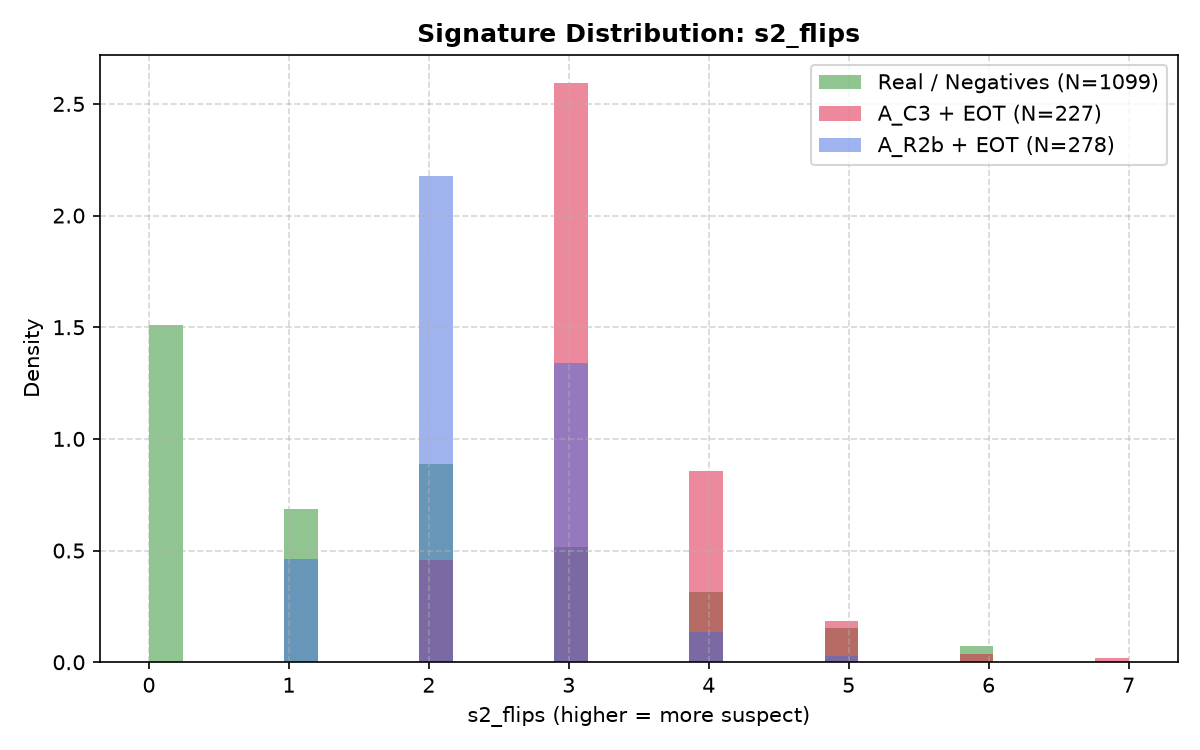 Signature Distribution: s2_flips
Real / Negatives (N=1099)
A_C3 + EOT (N=227)
A_R2b + EOT (N=278)
Density
2.5
2.0
1.5
1.0
0.5
0.0
0 1 2 3 4 5 6 7
s2_flips (higher = more suspect)